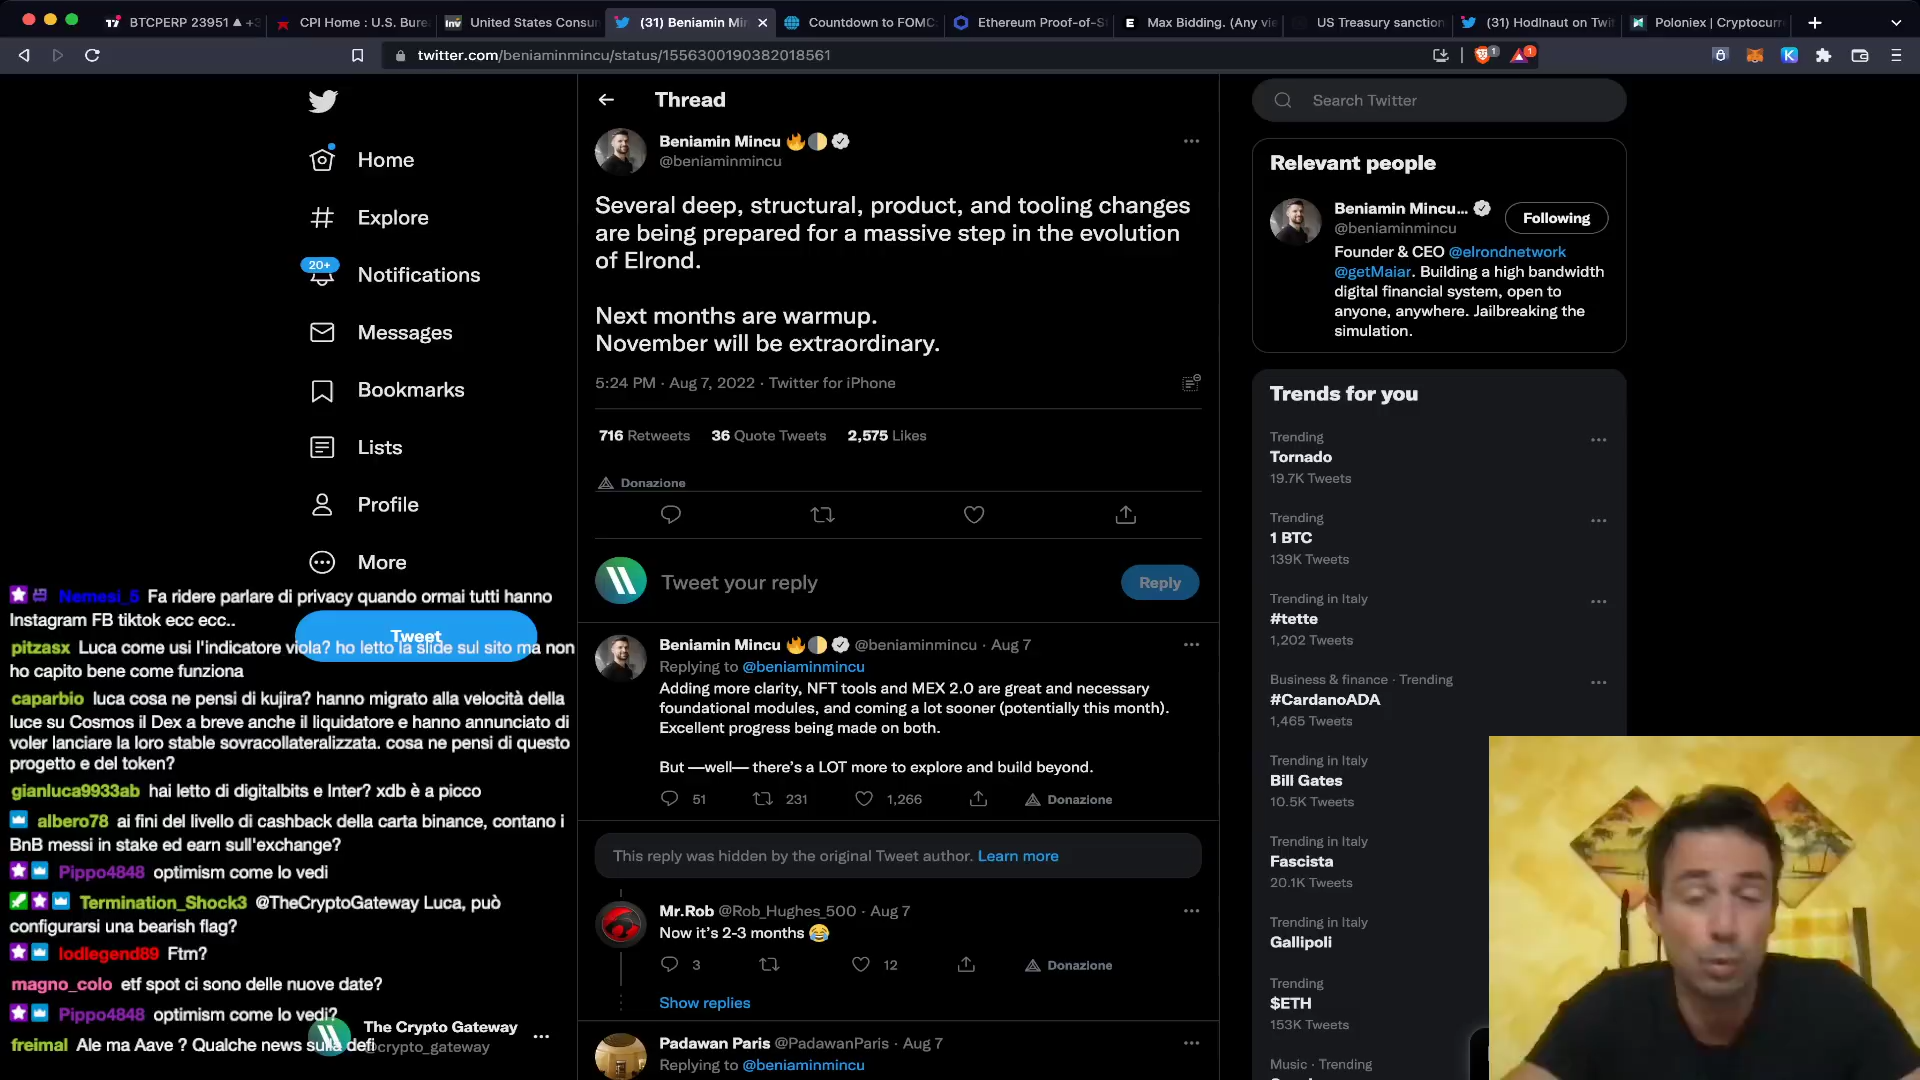 BTCPERP 23951 ▲ +3
CPI Home : U.S. Bure
United States Consun
(31) Beniamin Mi
Countdown to FOMC
Ethereum Proof-of-S
Max Bidding. (Any vi
US Treasury sanction
(31) Hodlnaut on Twi
Poloniex | Cryptocur
twitter.com/beniaminmincu/status/1556300190382018561
Home
Explore
20+
Notifications
Messages
Bookmarks
Lists
Profile
More
Tweet
The Crypto Gateway
@crypto_gateway
Nemesi_5 Fa ridere parlare di privacy quando ormai tutti hanno
Instagram FB tiktok ecc ecc..
pitzasx Luca come usi l'indicatore viola? ho letto la slide sul sito ma non
ho capito bene come funziona
caparbio luca cosa ne pensi di kujira? hanno migrato alla velocità della
luce su Cosmos il Dex a breve anche il liquidatore e hanno annunciato di
voler lanciare la loro stable sovracollateralizzata. cosa ne pensi di questo
progetto e del token?
gianluca9933ab hai letto di digitalbits e Inter? xdb è a picco
albero78 ai fini del livello di cashback della carta binance, contano i
BnB messi in stake ed earn sull'exchange?
Pippo4848 optimism come lo vedi
Termination_Shock3 @TheCryptoGateway Luca, può
configurarsi una bearish flag?
lodlegend89 Ftm?
magno_colo etf spot ci sono delle nuove date?
Pippo4848 optimism come lo vedi?
freimal Ale ma Aave ? Qualche news sulla defi
Thread
Beniamin Mincu 🔥🌗
@beniaminmincu
Several deep, structural, product, and tooling changes
are being prepared for a massive step in the evolution
of Elrond.
Next months are warmup.
November will be extraordinary.
5:24 PM · Aug 7, 2022 · Twitter for iPhone
716 Retweets 36 Quote Tweets 2,575 Likes
Donazione
Tweet your reply
Reply
Beniamin Mincu 🔥🌗 @beniaminmincu · Aug 7
Replying to @beniaminmincu
Adding more clarity, NFT tools and MEX 2.0 are great and necessary
foundational modules, and coming a lot sooner (potentially this month).
Excellent progress being made on both.
But —well— there's a LOT more to explore and build beyond.
51 231 1,266 Donazione
This reply was hidden by the original Tweet author. Learn more
Mr.Rob @Rob_Hughes_500 · Aug 7
Now it's 2-3 months 😂
3 12 Donazione
Show replies
Padawan Paris @PadawanParis · Aug 7
Replying to @beniaminmincu
Search Twitter
Relevant people
Beniamin Mincu...
@beniaminmincu
Following
Founder & CEO @elrondnetwork
@getMaiar. Building a high bandwidth
digital financial system, open to
anyone, anywhere. Jailbreaking the
simulation.
Trends for you
Trending
Tornado
19.7K Tweets
Trending
1 BTC
139K Tweets
Trending in Italy
#tette
1,202 Tweets
Business & finance · Trending
#CardanoADA
1,465 Tweets
Trending in Italy
Bill Gates
10.5K Tweets
Trending in Italy
Fascista
20.1K Tweets
Trending in Italy
Gallipoli
Trending
$ETH
153K Tweets
Music · Trending